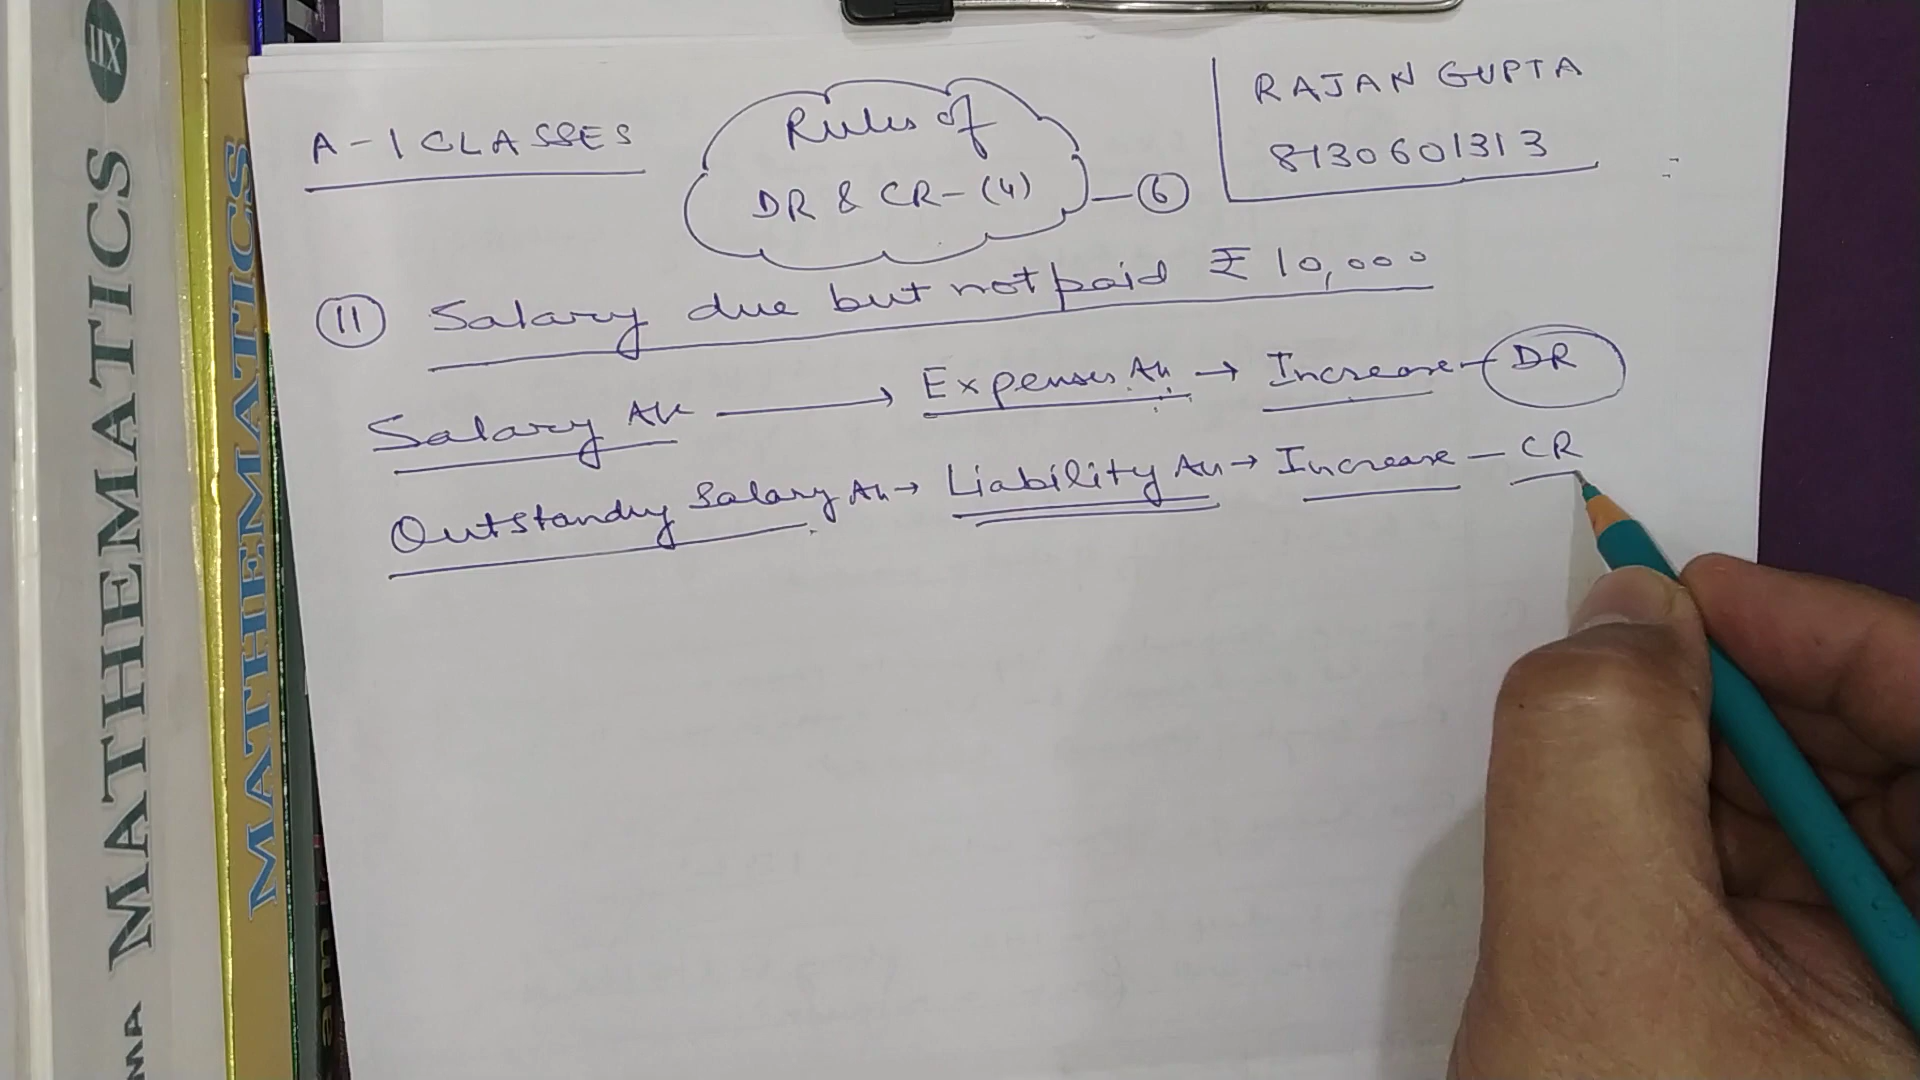 A-1 CLASSES
Rules of
DR & CR-(4)
- 6
RAJAN GUPTA
8130601313
11 Salary due but not paid ₹ 10,000
Salary A/c → Expenses A/c → Increase - DR
Outstandng Salary A/c → Liability A/c → Increase - CR
MATHEMATICS XII
MATHEMATICS